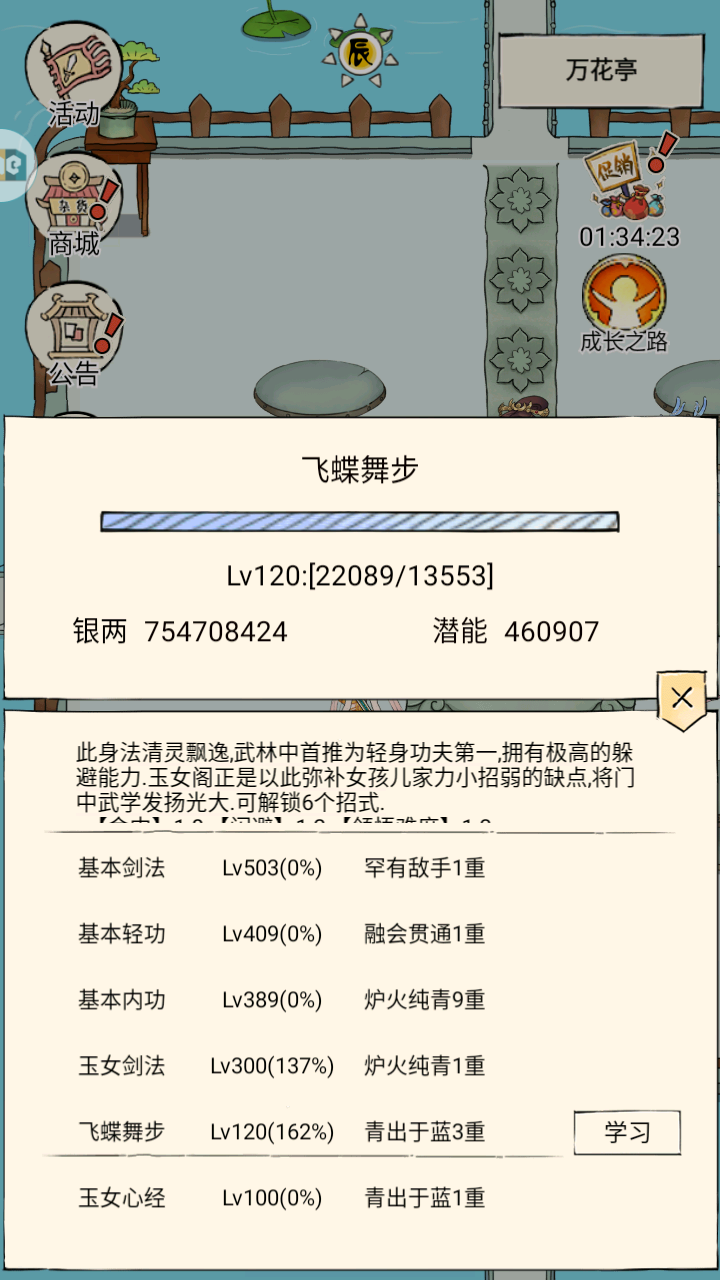 辰
活动
万花亭
杂货
促销
商城
01:34:23
公告
成长之路
飞蝶舞步
Lv120:[22089/13553]
银两 754708424 潜能 460907
此身法清灵飘逸,武林中首推为轻身功夫第一,拥有极高的躲
避能力.玉女阁正是以此弥补女孩儿家力小招弱的缺点,将门
中武学发扬光大.可解锁6个招式.
基本剑法 Lv503(0%) 罕有敌手1重
基本轻功 Lv409(0%) 融会贯通1重
基本内功 Lv389(0%) 炉火纯青9重
玉女剑法 Lv300(137%) 炉火纯青1重
飞蝶舞步 Lv120(162%) 青出于蓝3重 学习
玉女心经 Lv100(0%) 青出于蓝1重